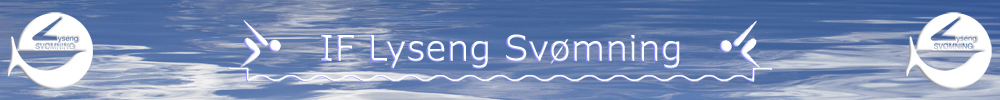 Lyseng
SVØMNING
IF Lyseng Svømning
Lyseng
SVØMNING